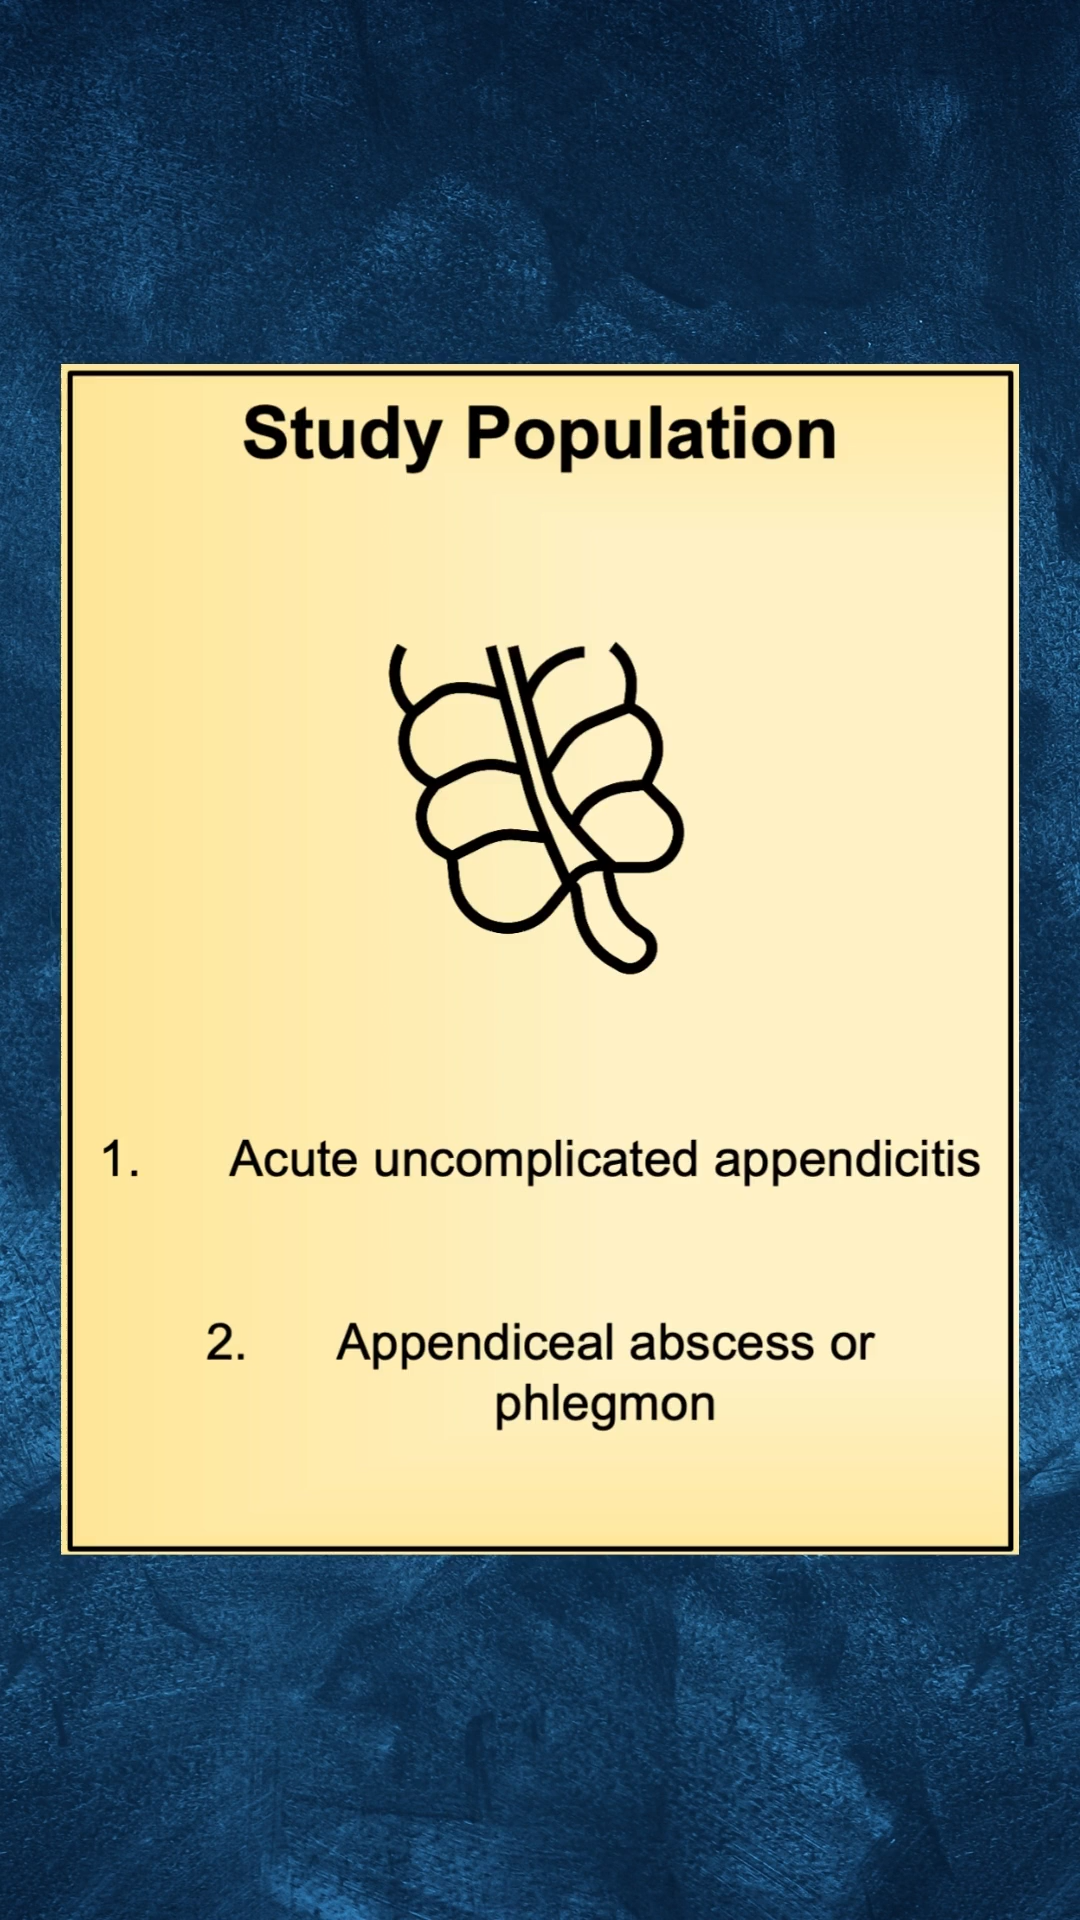 Study Population
1. Acute uncomplicated appendicitis
2. Appendiceal abscess or
phlegmon